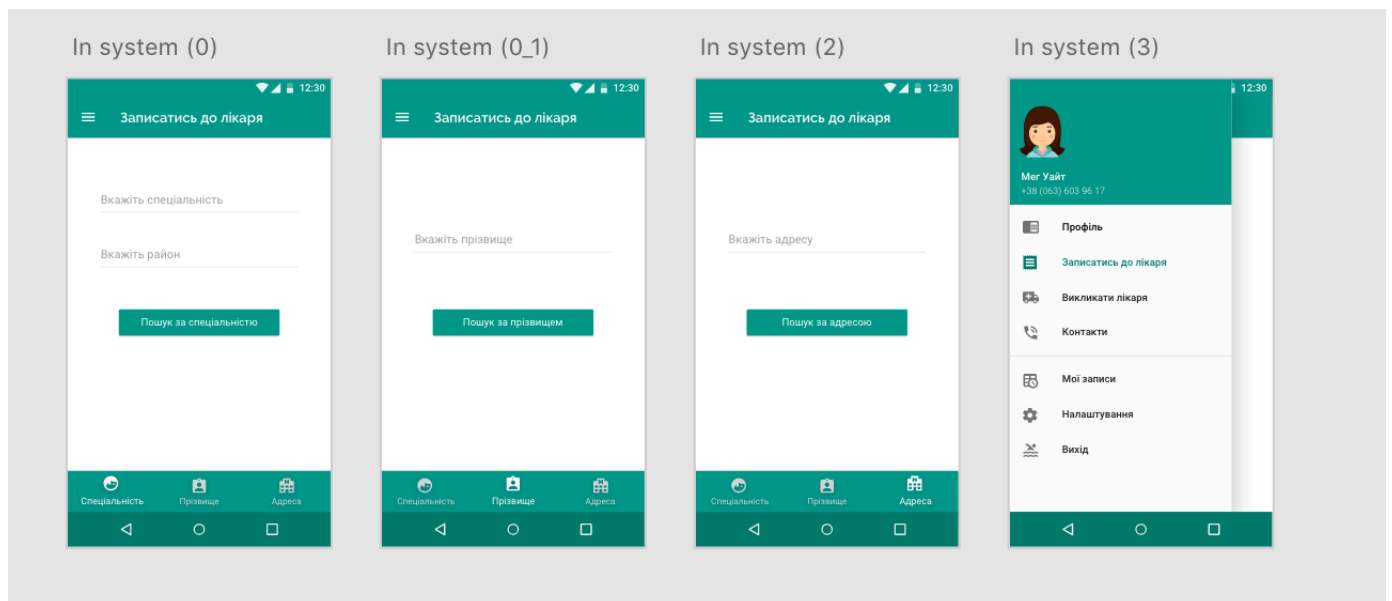 In system (0)
12:30
Записатись до лікаря
Вкажіть спеціальність
Вкажіть район
Пошук за спеціальністю
Спеціальність
Прізвище
Адреса
In system (0_1)
12:30
Записатись до лікаря
Вкажіть прізвище
Пошук за прізвищем
Спеціальність
Прізвище
Адреса
In system (2)
12:30
Записатись до лікаря
Вкажіть адресу
Пошук за адресою
Спеціальність
Прізвище
Адреса
In system (3)
12:30
Мег Уайт
+38 (063) 603 96 17
Профіль
Записатись до лікаря
Викликати лікаря
Контакти
Мої записи
Налаштування
Вихід